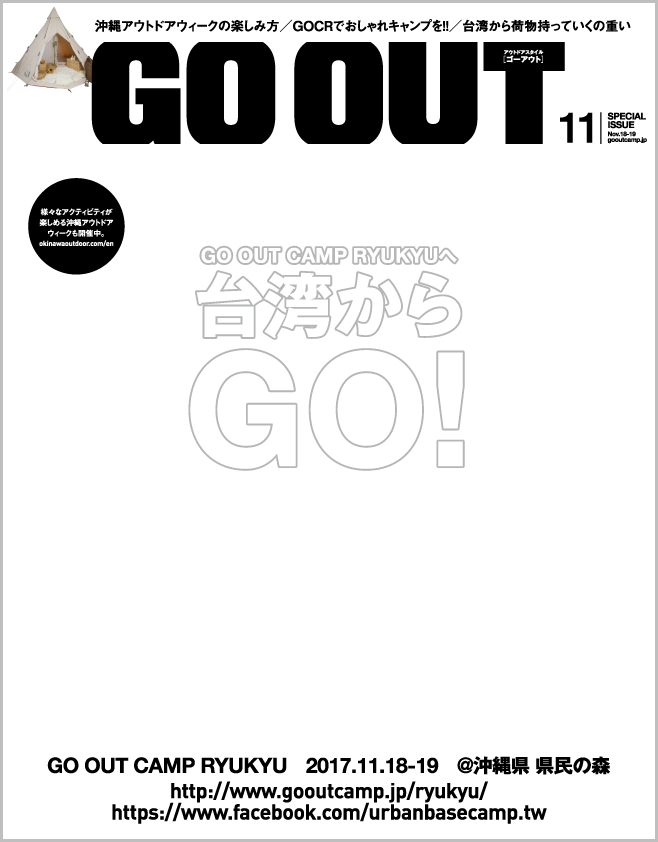 沖縄アウトドアウィークの楽しみ方／GOCRでおしゃれキャンプを!!／台湾から荷物持っていくの重い
アウトドアスタイル
[ゴーアウト]
GO OUT
11
SPECIAL
ISSUE
Nov.18-19
gooutcamp.jp
様々なアクティビティが
楽しめる沖縄アウトドア
ウィークも開催中。
okinawaoutdoor.com/en
GO OUT CAMP RYUKYUへ
台湾から
GO!
GO OUT CAMP RYUKYU 2017.11.18-19 @沖縄県 県民の森
http://www.gooutcamp.jp/ryukyu/
https://www.facebook.com/urbanbasecamp.tw